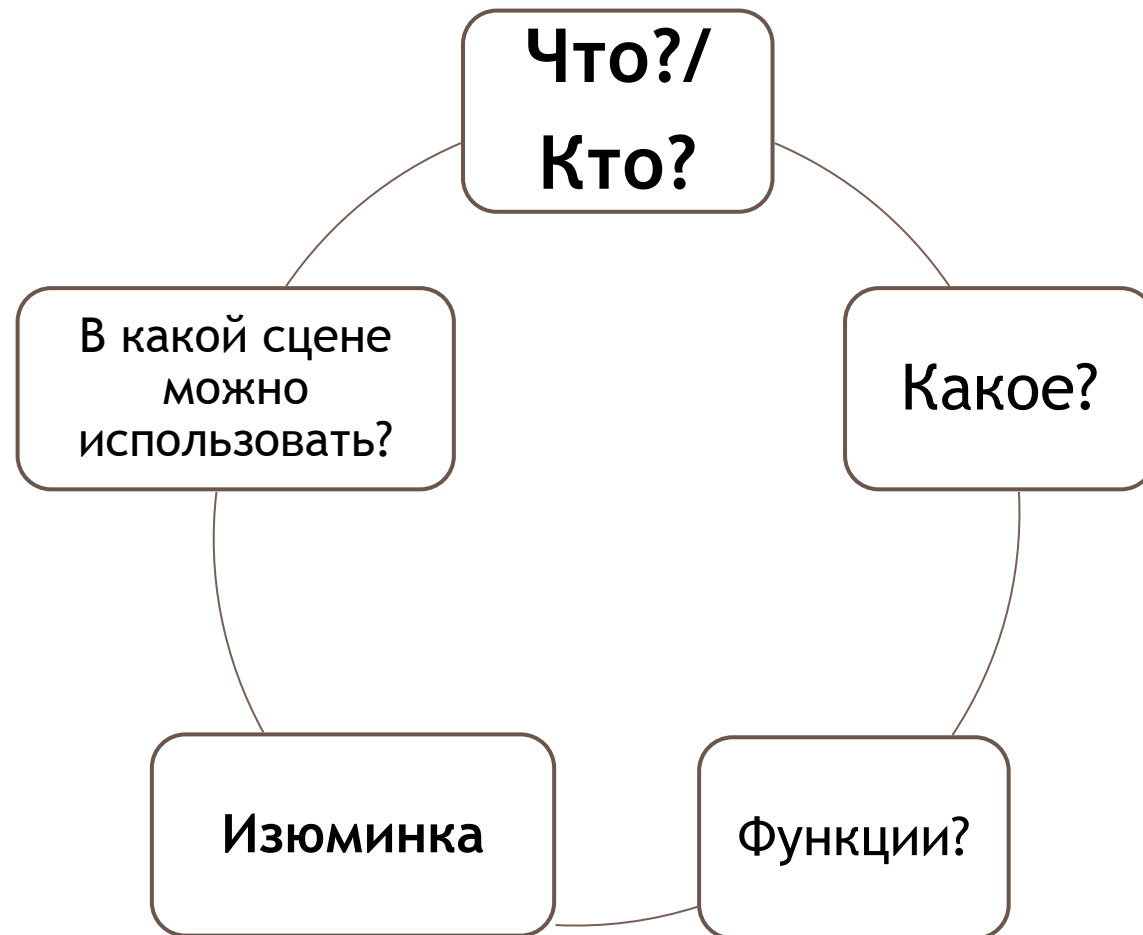 Что?/
Кто?
Какое?
Функции?
Изюминка
В какой сцене
можно
использовать?